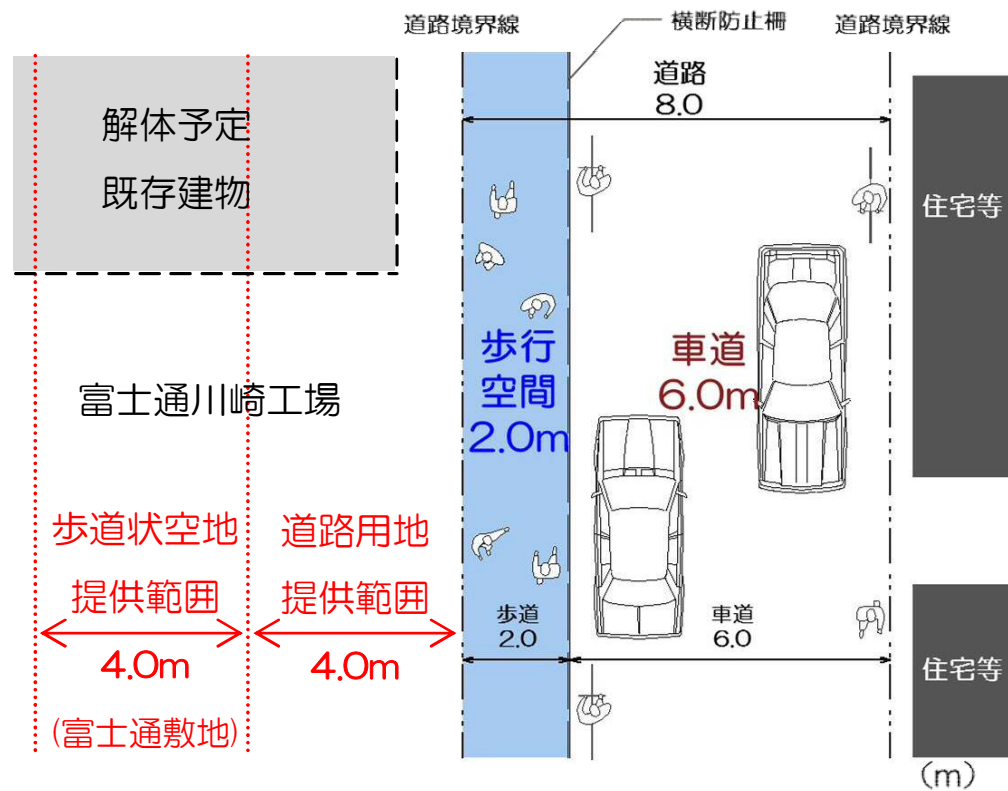 道路境界線
横断防止柵
道路境界線
道路
8.0
解体予定
既存建物
住宅等
歩行
空間
2.0m
車道
6.0m
富士通川崎工場
歩道状空地
提供範囲
4.0m
(富士通敷地)
道路用地
提供範囲
4.0m
歩道
2.0
車道
6.0
住宅等
(m)